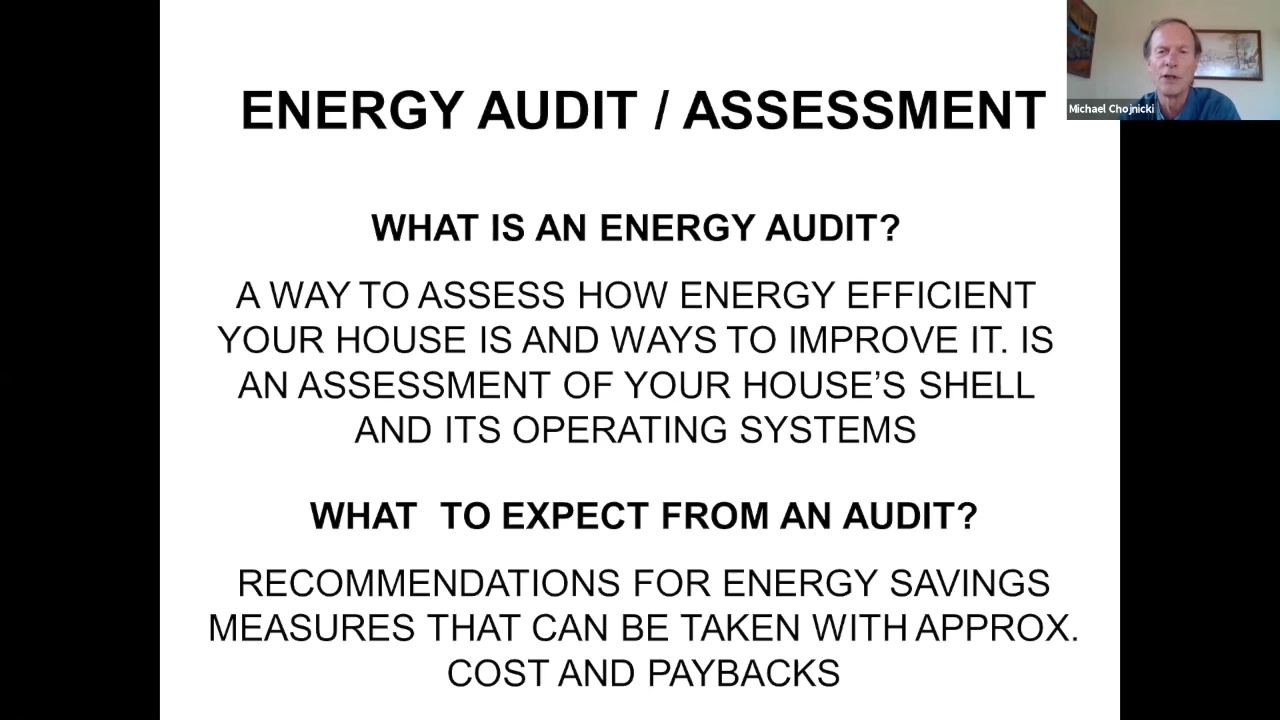 ENERGY AUDIT / ASSESSMENT
Michael Chojnicki
WHAT IS AN ENERGY AUDIT?
A WAY TO ASSESS HOW ENERGY EFFICIENT
YOUR HOUSE IS AND WAYS TO IMPROVE IT. IS
AN ASSESSMENT OF YOUR HOUSE’S SHELL
AND ITS OPERATING SYSTEMS
WHAT  TO EXPECT FROM AN AUDIT?
RECOMMENDATIONS FOR ENERGY SAVINGS
MEASURES THAT CAN BE TAKEN WITH APPROX.
COST AND PAYBACKS